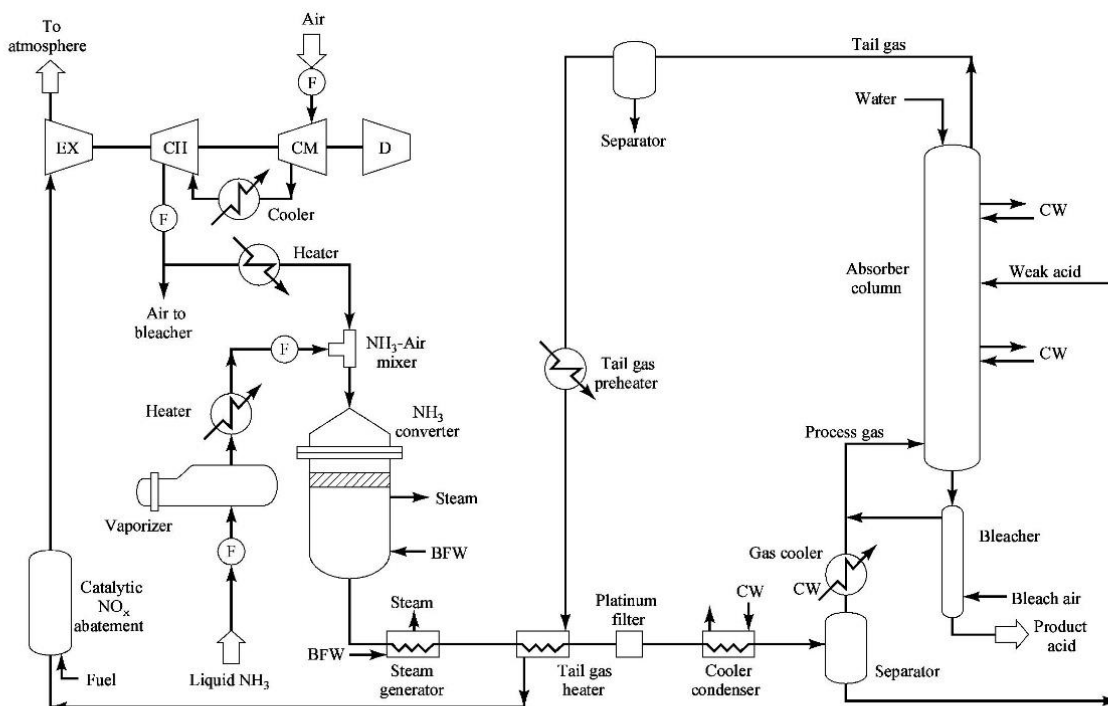 To
atmosphere
Air
F
EX
CH
CM
D
F
Cooler
Heater
Air to
bleacher
F
NH₃-Air
mixer
Heater
NH₃
converter
Vaporizer
Steam
F
BFW
Catalytic
NOₓ
abatement
Fuel
Liquid NH₃
Steam
BFW
Steam
generator
Tail gas
Separator
Water
CW
Absorber
column
Weak acid
CW
Tail gas
preheater
Process gas
Bleacher
Gas cooler
CW
Bleach air
Product
acid
Platinum
filter
CW
Tail gas
heater
Cooler
condenser
Separator